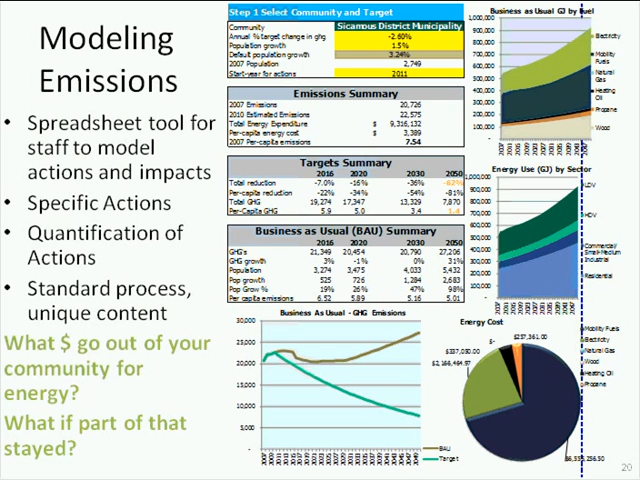 Modeling
Emissions
• Spreadsheet tool for
staff to model
actions and impacts
• Specific Actions
• Quantification of
Actions
• Standard process,
unique content
What $ go out of your
community for
energy?
What if part of that
stayed?
Step 1 Select Community and Target
Community Sicamous District Municipality
Annual % target change in ghg -2.60%
Population growth 1.5%
Default population growth 3.24%
2007 Population 2,749
Start-year for actions 2011
Emissions Summary
2007 Emissions 20,726
2010 Estimated Emissions 22,575
Total Energy Expenditure $ 9,316,132
Per-capita energy cost $ 3,389
2007 Per-capita emissions 7.54
Targets Summary
2016 2020 2030 2050
Total reduction -7.0% -16% -36% -62%
Per-capita reduction -22% -34% -54% -81%
Total GHG 19,274 17,347 13,329 7,870
Per-Capita GHG 5.9 5.0 3.4 1.4
Business as Usual (BAU) Summary
2016 2020 2030 2050
GHG's 21,349 20,454 20,790 27,206
GHG growth 3% -1% 0% 31%
Population 3,274 3,475 4,033 5,432
Pop growth 525 726 1,284 2,683
Pop Grow % 19% 26% 47% 98%
Per capita emissions 6.52 5.89 5.16 5.01
Business As Usual - GHG Emissions
30,000
25,000
20,000
15,000
10,000
5,000
-
BAU
Target
Business as Usual GJ by Fuel
1,000,000
900,000
800,000
700,000
600,000
500,000
400,000
300,000
200,000
100,000
-
Electricity
Mobility
Fuels
Natural
Gas
Heating
Oil
Propane
Wood
Energy Use (GJ) by Sector
1,000,000
900,000
800,000
700,000
600,000
500,000
400,000
300,000
200,000
100,000
-
LDV
HDV
Commercial/
Small-Medium
Industrial
Residential
Energy Cost
$237,361.00
$-
$337,050.00
$2,166,464.97
Mobility Fuels
Electricity
Natural Gas
Wood
Heating Oil
Propane
20